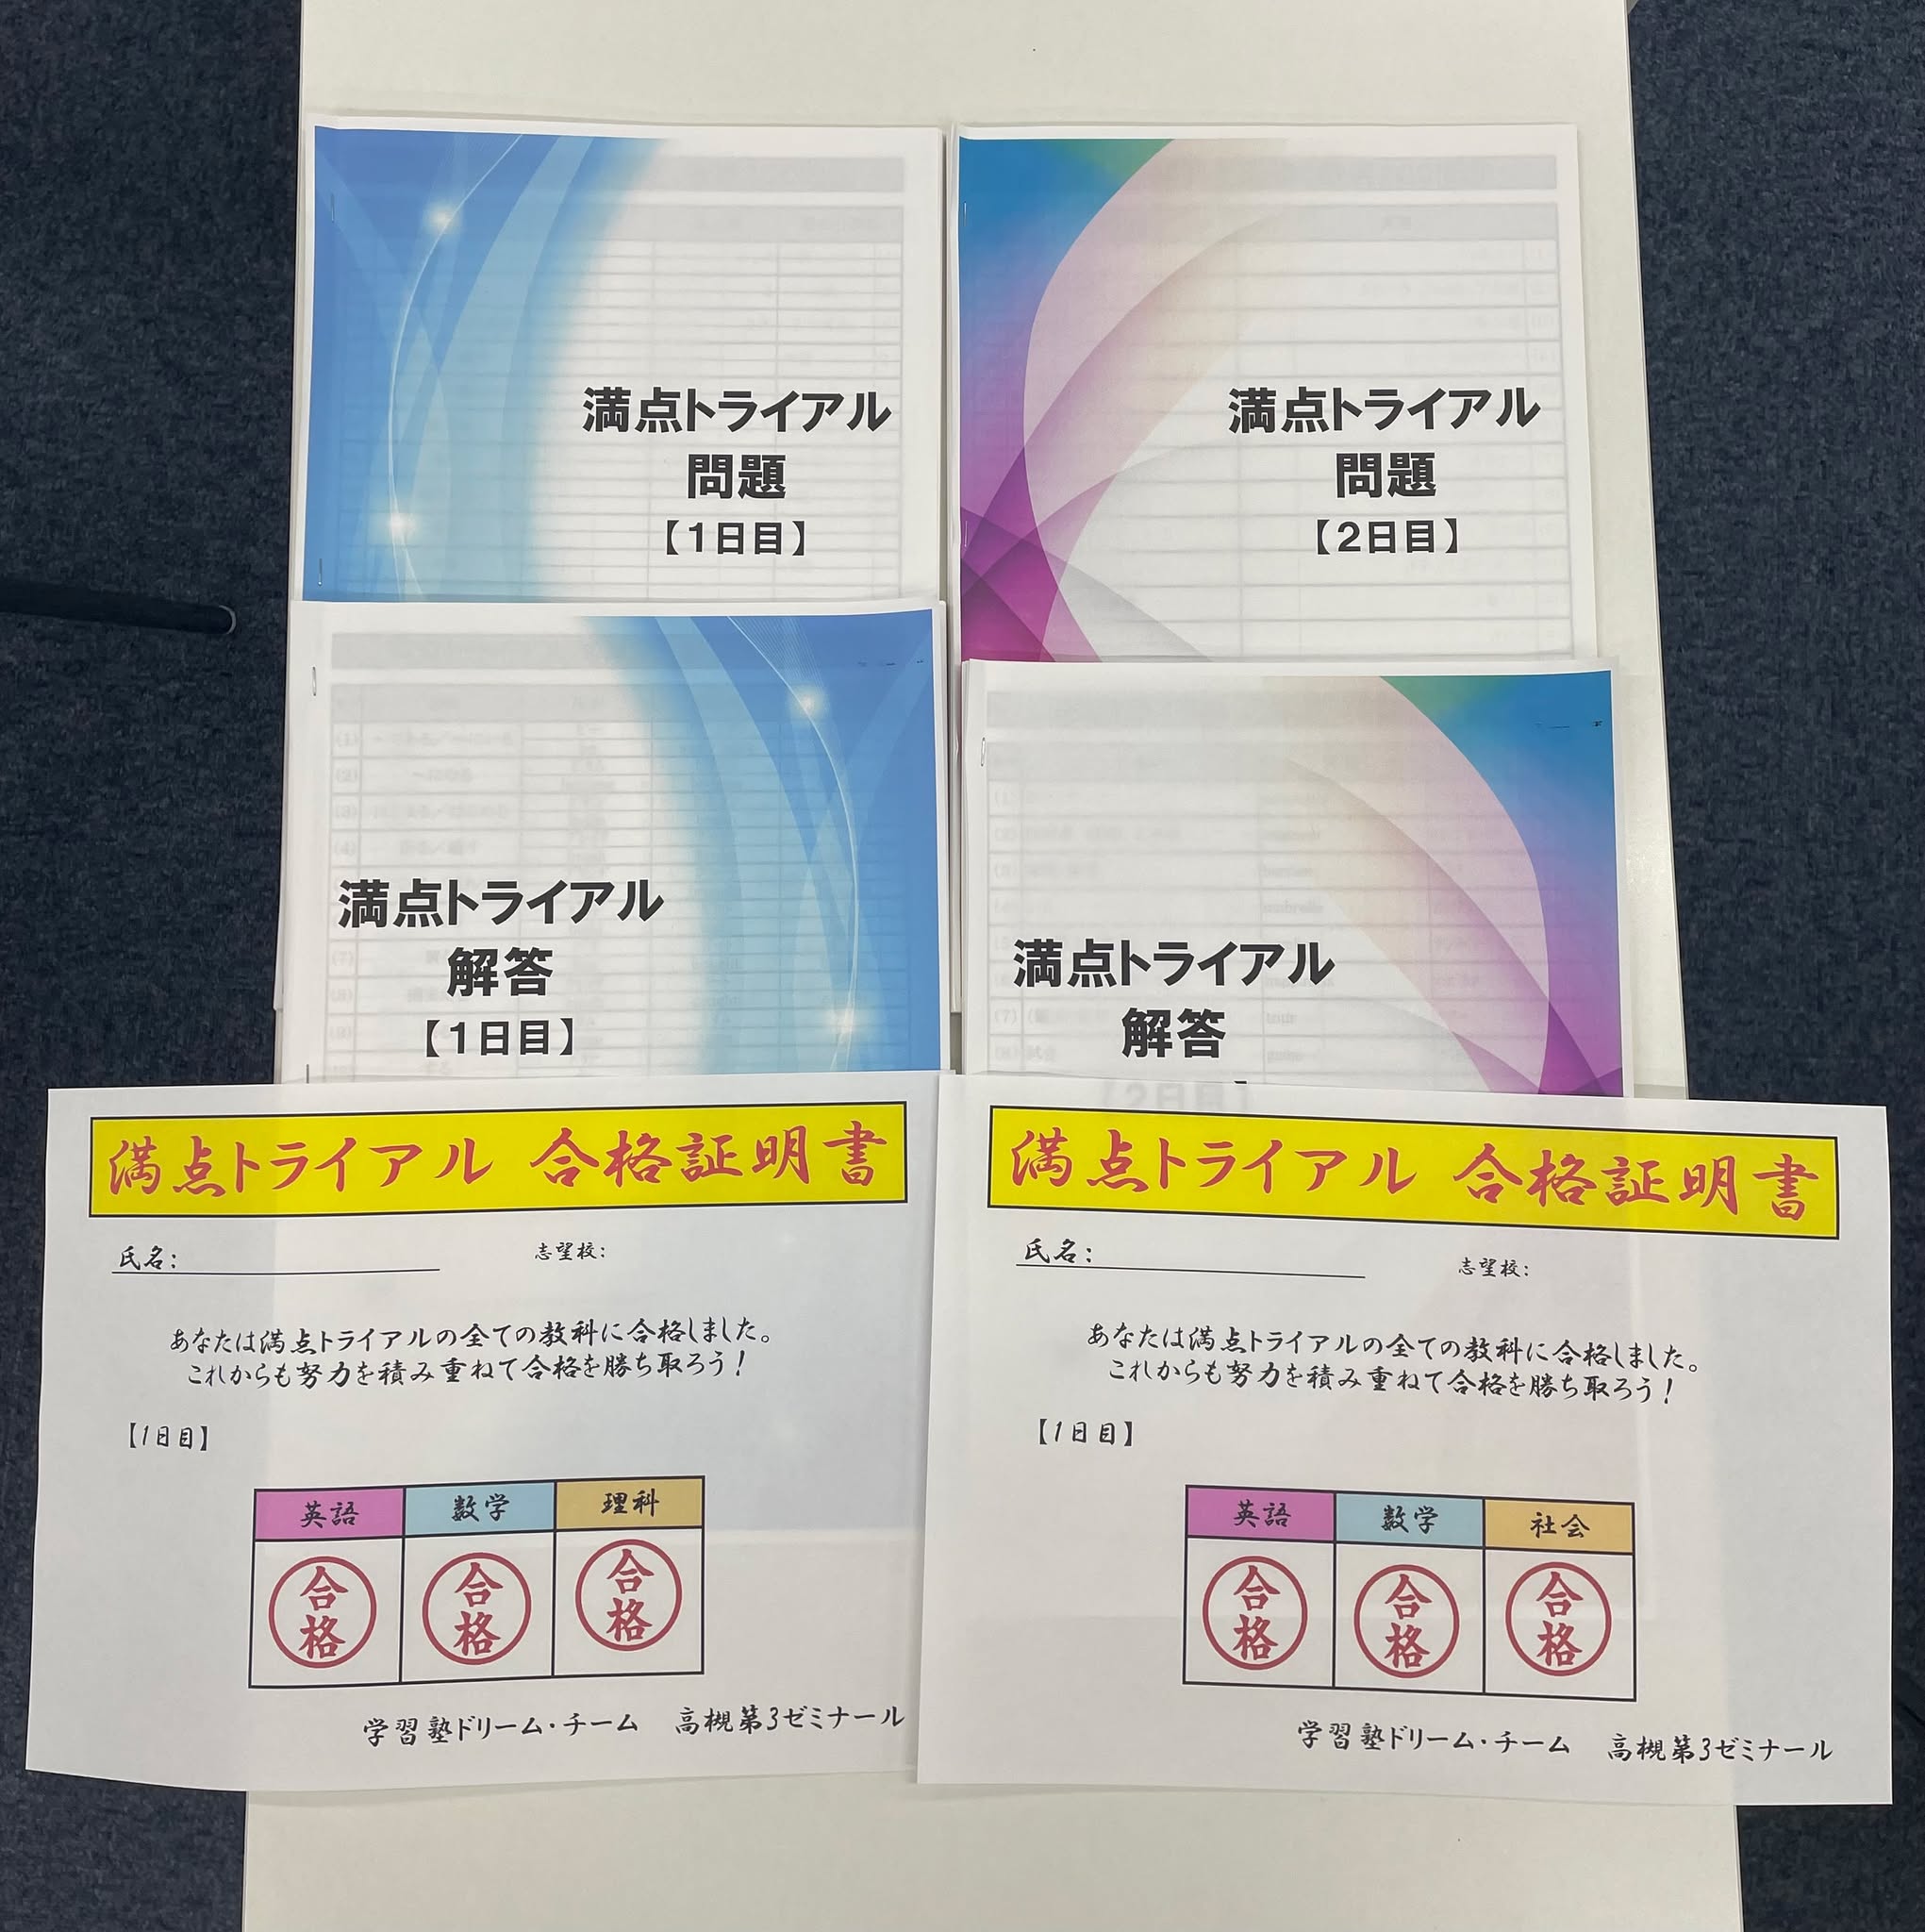 満点トライアル
問題
【1日目】
満点トライアル
問題
【2日目】
満点トライアル
解答
【1日目】
満点トライアル
解答
【2日目】
満点トライアル 合格証明書
氏名：
志望校：
あなたは満点トライアルの全ての教科に合格しました。
これからも努力を積み重ねて合格を勝ち取ろう！
【1日目】
英語 数学 理科
合格 合格 合格
学習塾ドリーム・チーム 高槻第3ゼミナール
満点トライアル 合格証明書
氏名：
志望校：
あなたは満点トライアルの全ての教科に合格しました。
これからも努力を積み重ねて合格を勝ち取ろう！
【1日目】
英語 数学 社会
合格 合格 合格
学習塾ドリーム・チーム 高槻第3ゼミナール